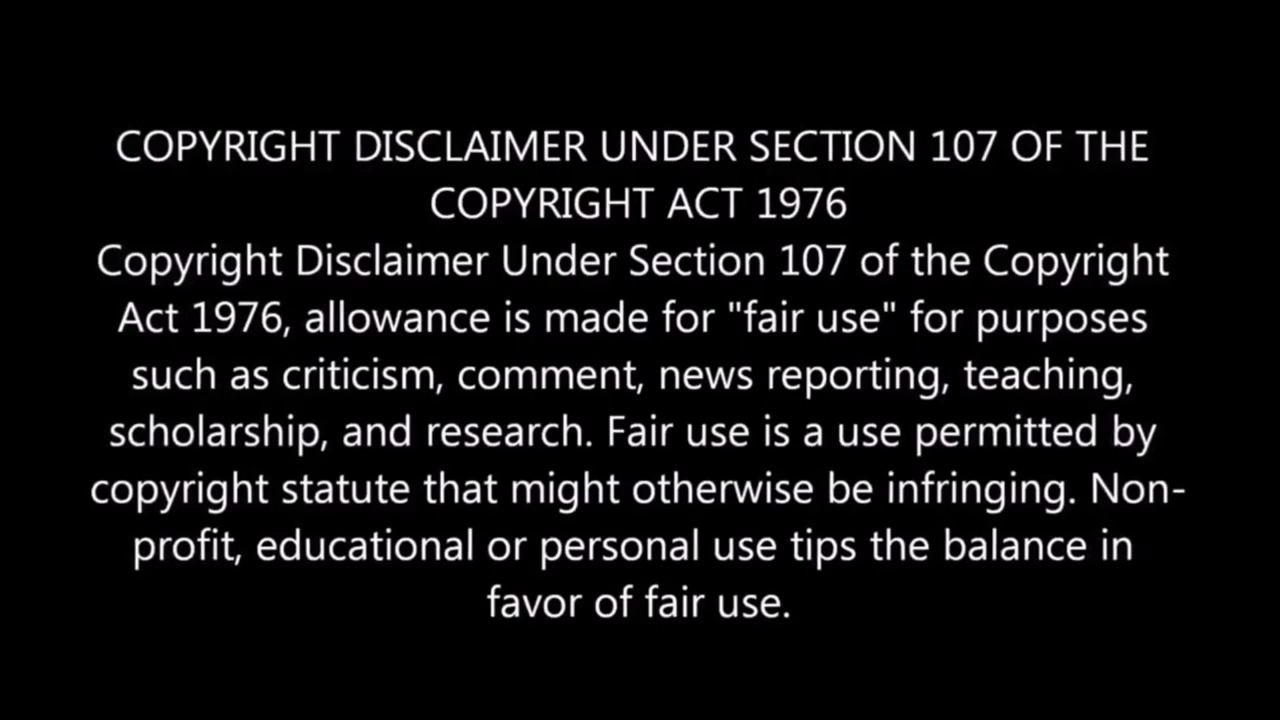 COPYRIGHT DISCLAIMER UNDER SECTION 107 OF THE
COPYRIGHT ACT 1976
Copyright Disclaimer Under Section 107 of the Copyright
Act 1976, allowance is made for "fair use" for purposes
such as criticism, comment, news reporting, teaching,
scholarship, and research. Fair use is a use permitted by
copyright statute that might otherwise be infringing. Non-
profit, educational or personal use tips the balance in
favor of fair use.